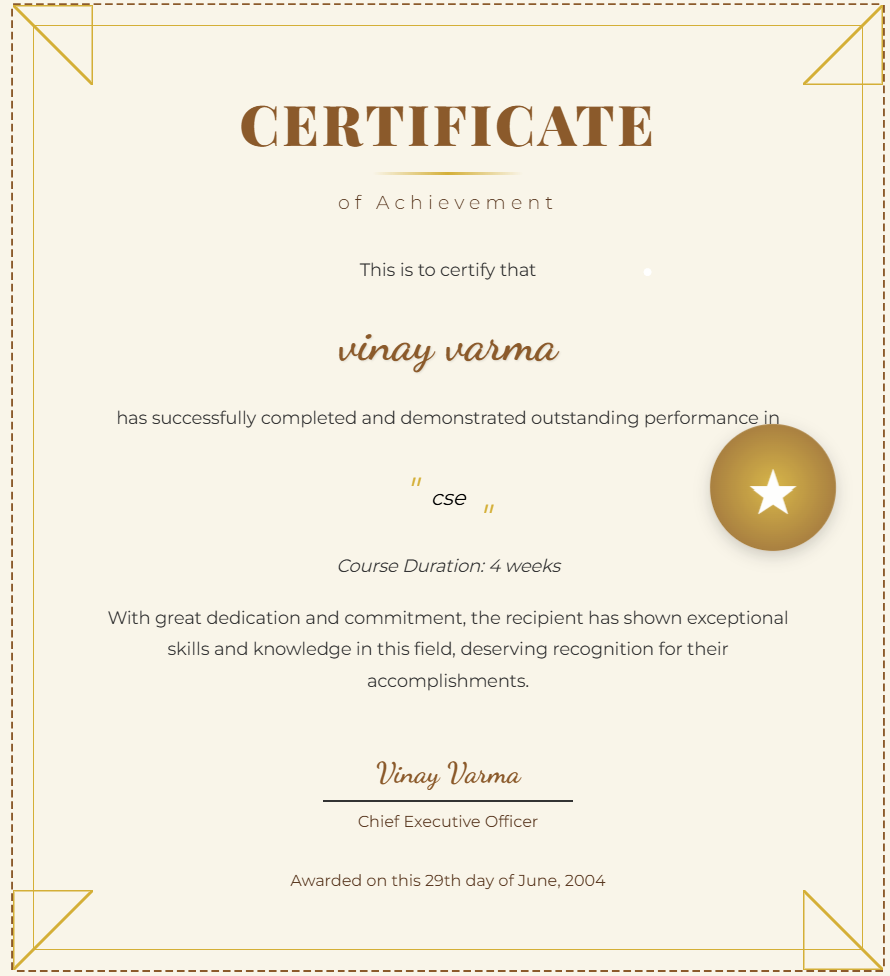 CERTIFICATE
of Achievement
This is to certify that
vinay varma
has successfully completed and demonstrated outstanding performance in
" cse "
Course Duration: 4 weeks
With great dedication and commitment, the recipient has shown exceptional
skills and knowledge in this field, deserving recognition for their
accomplishments.
Vinay Varma
Chief Executive Officer
Awarded on this 29th day of June, 2004